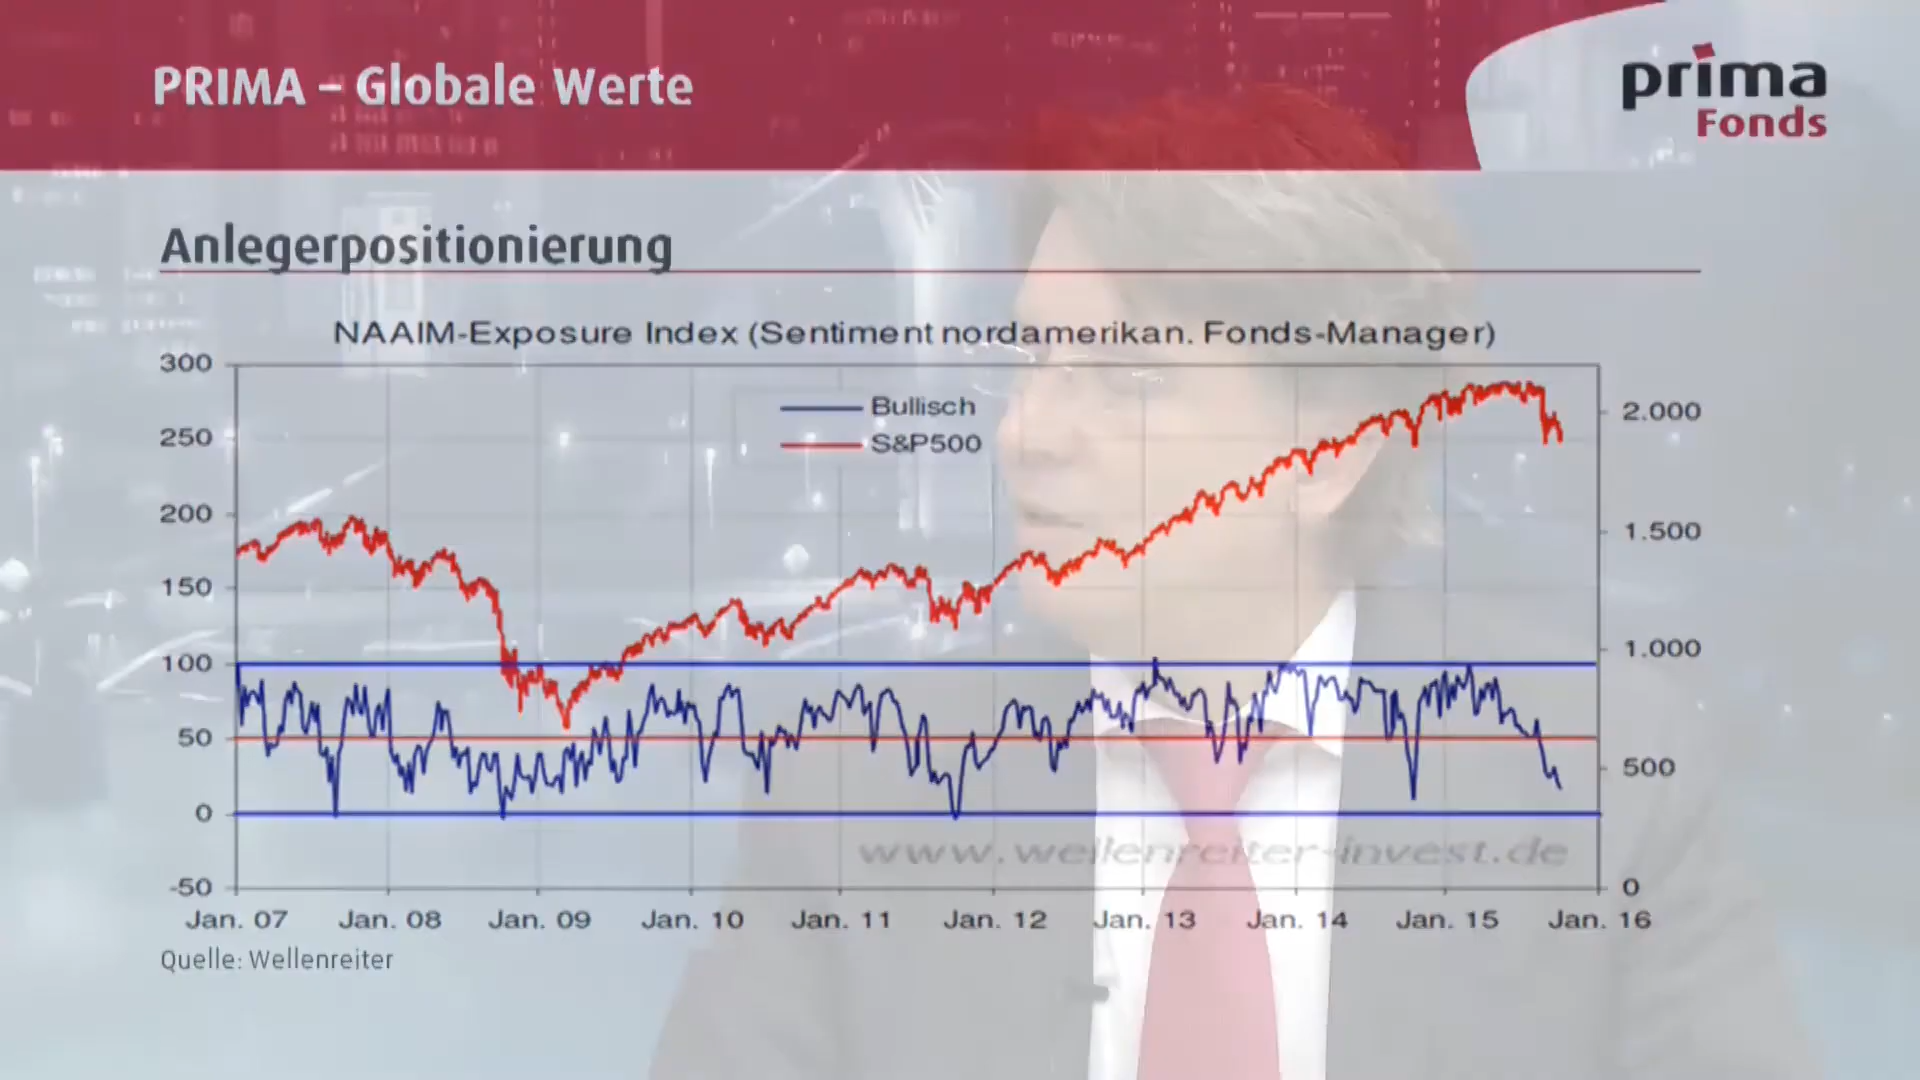 PRIMA – Globale Werte
prima
Fonds
Anlegerpositionierung
NAAIM-Exposure Index (Sentiment nordamerikan. Fonds-Manager)
300
250
200
150
100
50
0
-50
Bullisch
S&P500
2.000
1.500
1.000
500
0
www.wellenreiter-invest.de
Jan. 07 Jan. 08 Jan. 09 Jan. 10 Jan. 11 Jan. 12 Jan. 13 Jan. 14 Jan. 15 Jan. 16
Quelle: Wellenreiter